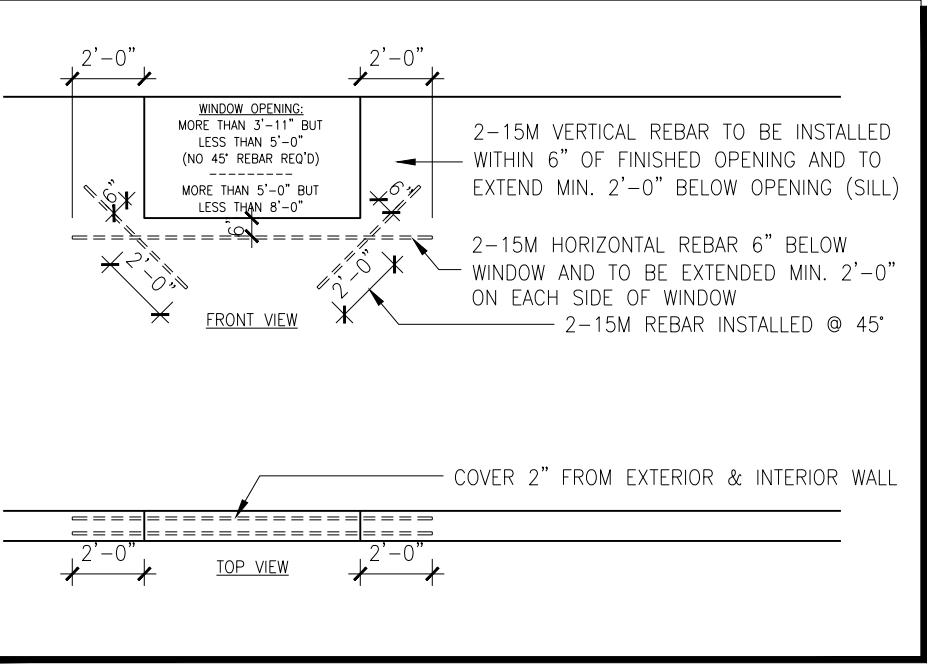 2'-0"
2'-0"
WINDOW OPENING:
MORE THAN 3'-11" BUT
LESS THAN 5'-0"
(NO 45° REBAR REQ'D)
----------
MORE THAN 5'-0" BUT
LESS THAN 8'-0"
2-15M VERTICAL REBAR TO BE INSTALLED
WITHIN 6" OF FINISHED OPENING AND TO
EXTEND MIN. 2'-0" BELOW OPENING (SILL)
6"
6"
6"
2-15M HORIZONTAL REBAR 6" BELOW
WINDOW AND TO BE EXTENDED MIN. 2'-0"
ON EACH SIDE OF WINDOW
2'-0"
2'-0"
FRONT VIEW
2-15M REBAR INSTALLED @ 45°
COVER 2" FROM EXTERIOR & INTERIOR WALL
2'-0"
2'-0"
TOP VIEW